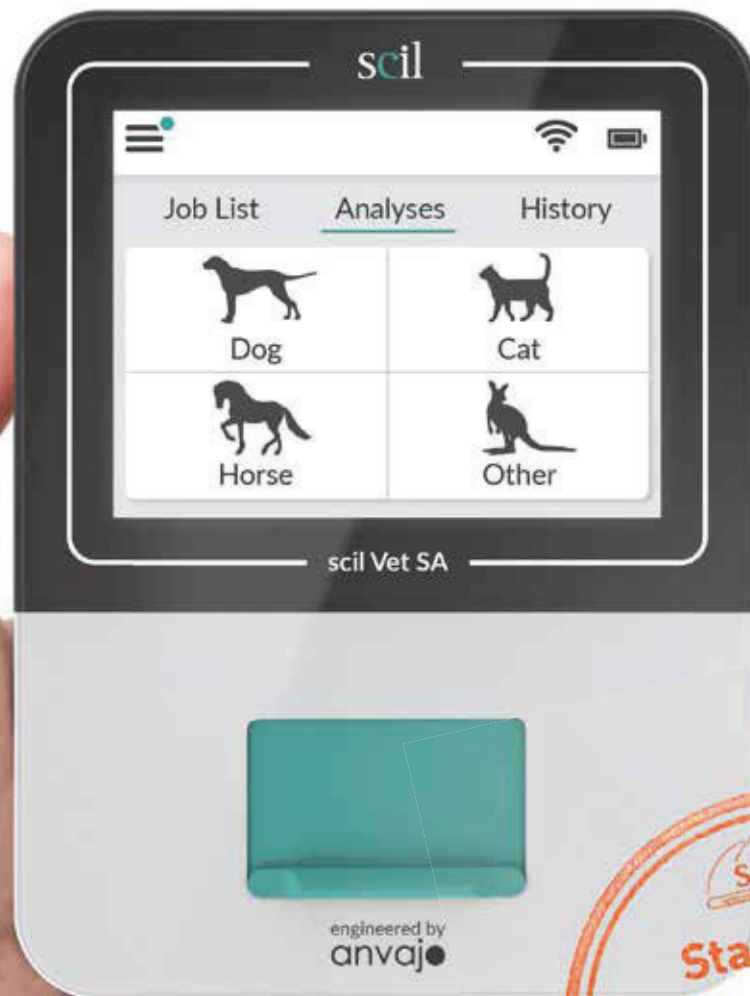 scil
Job List Analyses History
Dog Cat
Horse Other
scil Vet SA
engineered by
anvajo